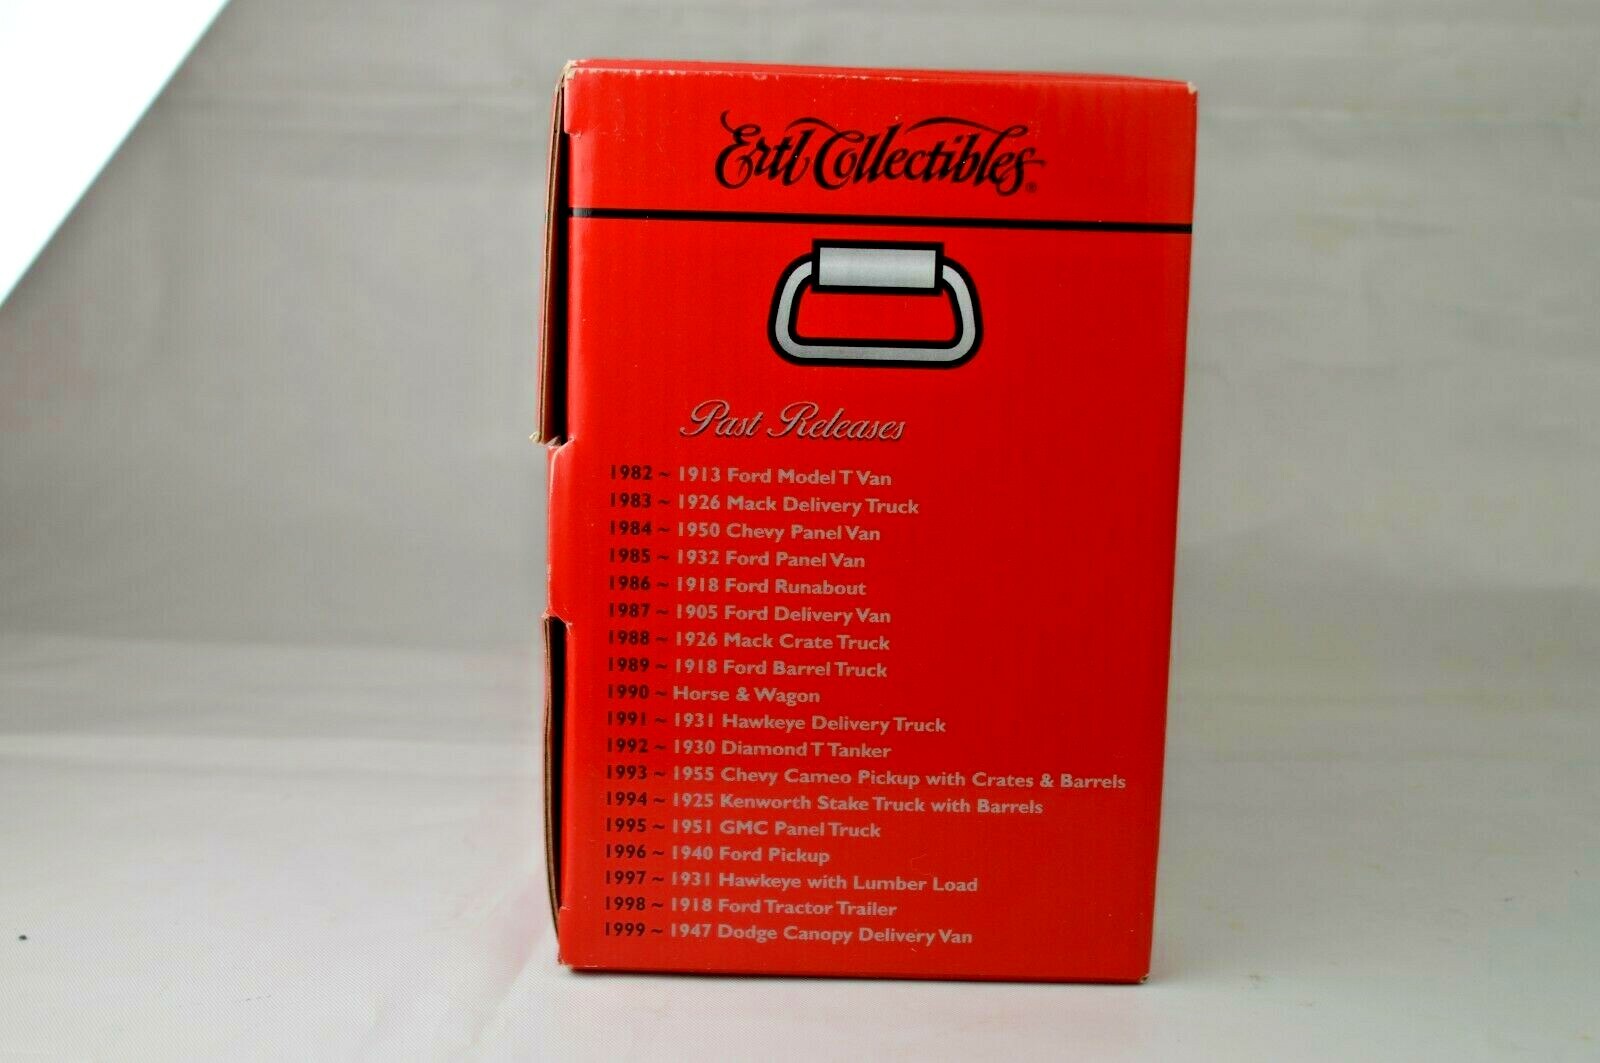 Ertl Collectibles®
Past Releases
1982 ~ 1913 Ford Model T Van
1983 ~ 1926 Mack Delivery Truck
1984 ~ 1950 Chevy Panel Van
1985 ~ 1932 Ford Panel Van
1986 ~ 1918 Ford Runabout
1987 ~ 1905 Ford Delivery Van
1988 ~ 1926 Mack Crate Truck
1989 ~ 1918 Ford Barrel Truck
1990 ~ Horse & Wagon
1991 ~ 1931 Hawkeye Delivery Truck
1992 ~ 1930 Diamond T Tanker
1993 ~ 1955 Chevy Cameo Pickup with Crates & Barrels
1994 ~ 1925 Kenworth Stake Truck with Barrels
1995 ~ 1951 GMC Panel Truck
1996 ~ 1940 Ford Pickup
1997 ~ 1931 Hawkeye with Lumber Load
1998 ~ 1918 Ford Tractor Trailer
1999 ~ 1947 Dodge Canopy Delivery Van